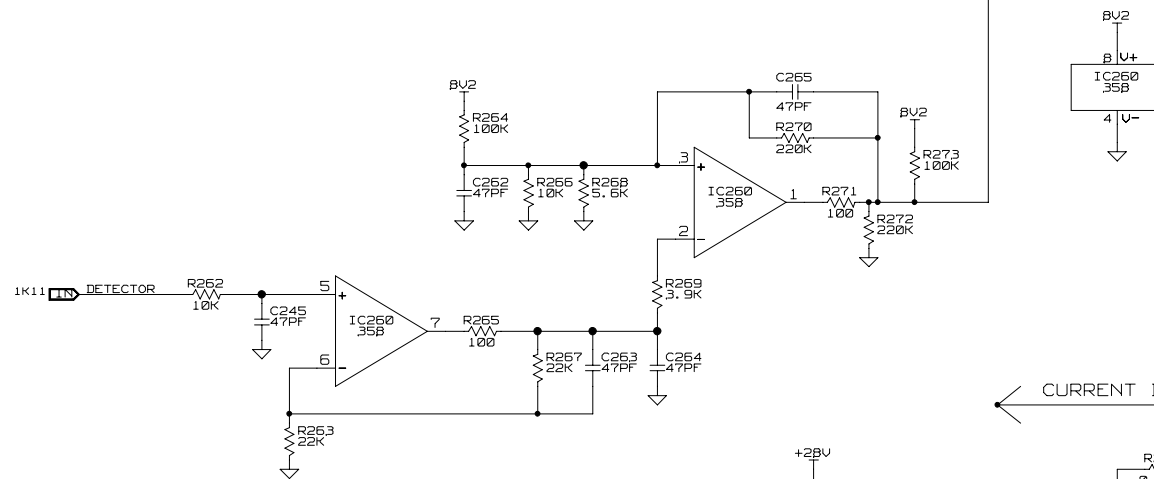 8V2
8 V+
IC260
358
4 V-
8V2
R264
100K
C265
47PF
R270
220K
8V2
R273
100K
C262
47PF
R266
10K
R268
5.6K
3
+
IC260
358
1
2
-
R271
100
R272
220K
R269
3.9K
1K11 IN DETECTOR
R262
10K
C245
47PF
5
+
IC260
358
7
6
-
R265
100
R267
22K
C263
47PF
C264
47PF
R263
22K
CURRENT
+28V